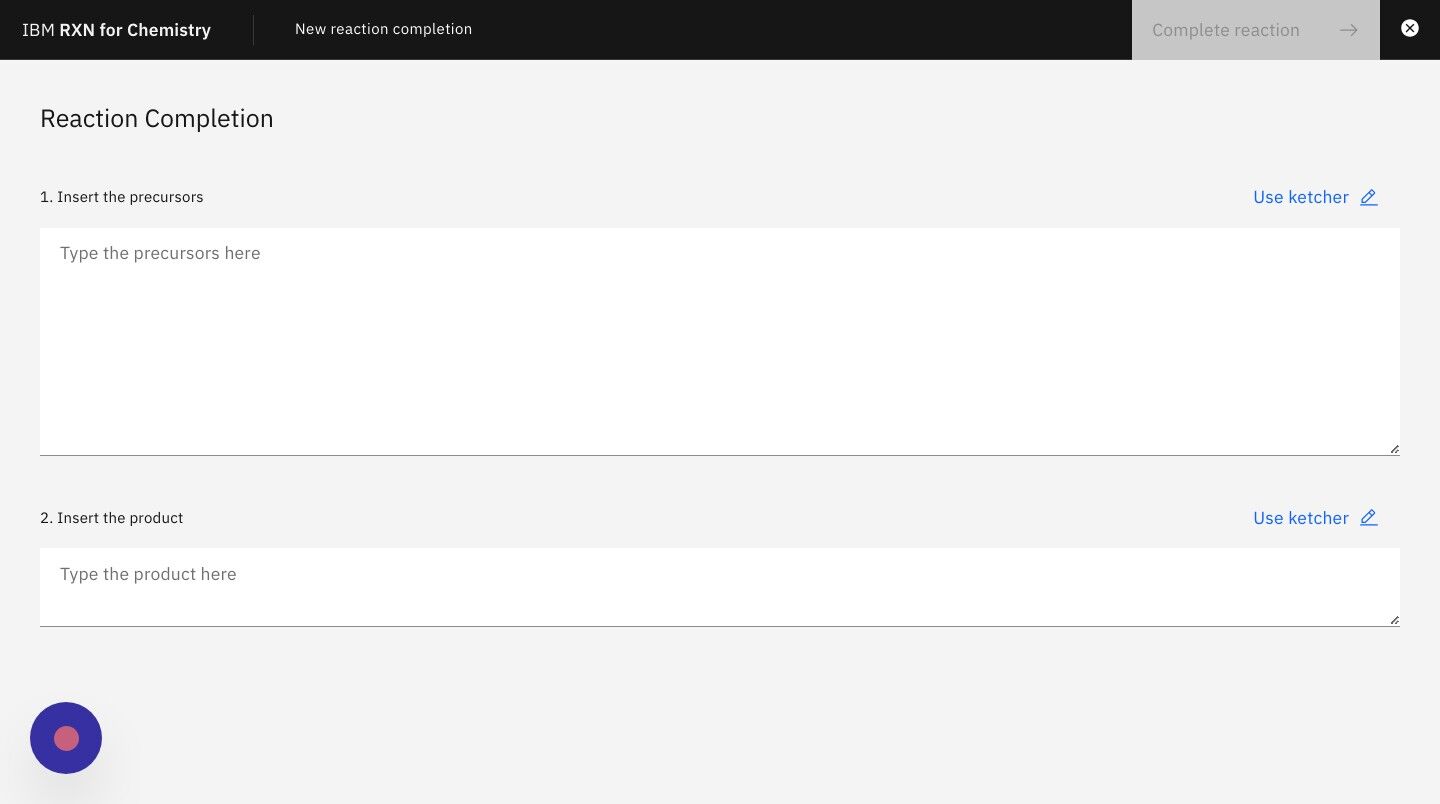 IBM RXN for Chemistry
New reaction completion
Complete reaction
Reaction Completion
1. Insert the precursors
Use ketcher
Type the precursors here
2. Insert the product
Use ketcher
Type the product here